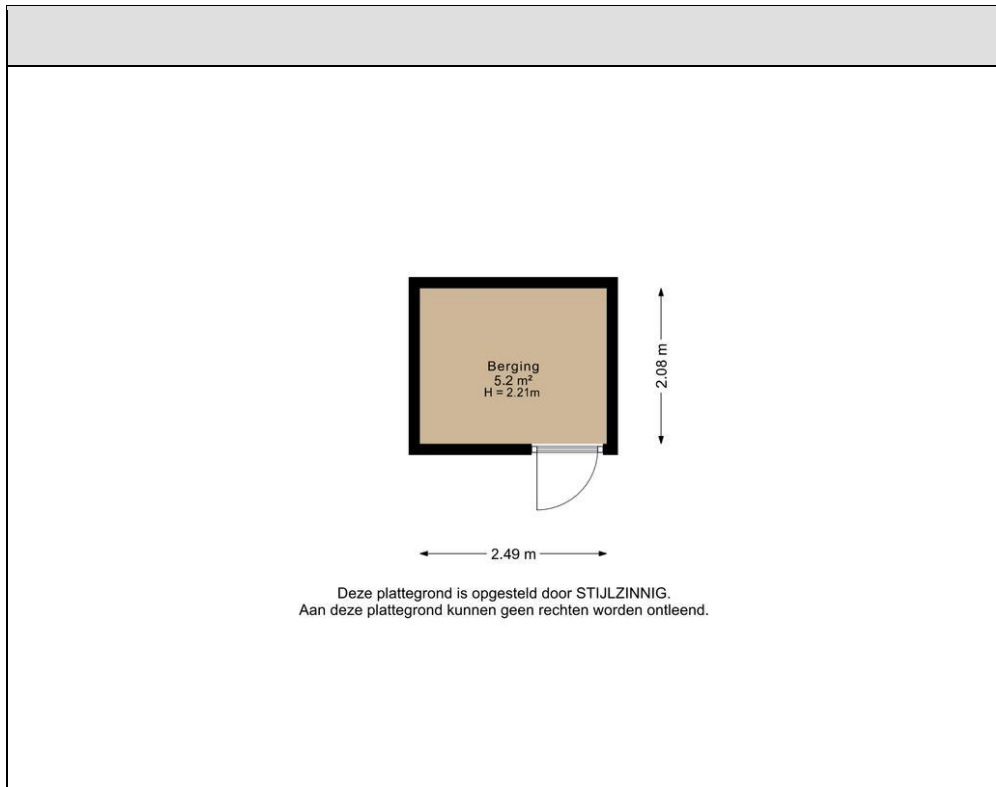 Berging
5.2 m²
H = 2.21m
2.08 m
2.49 m
Deze plattegrond is opgesteld door STIJLZINNIG.
Aan deze plattegrond kunnen geen rechten worden ontleend.